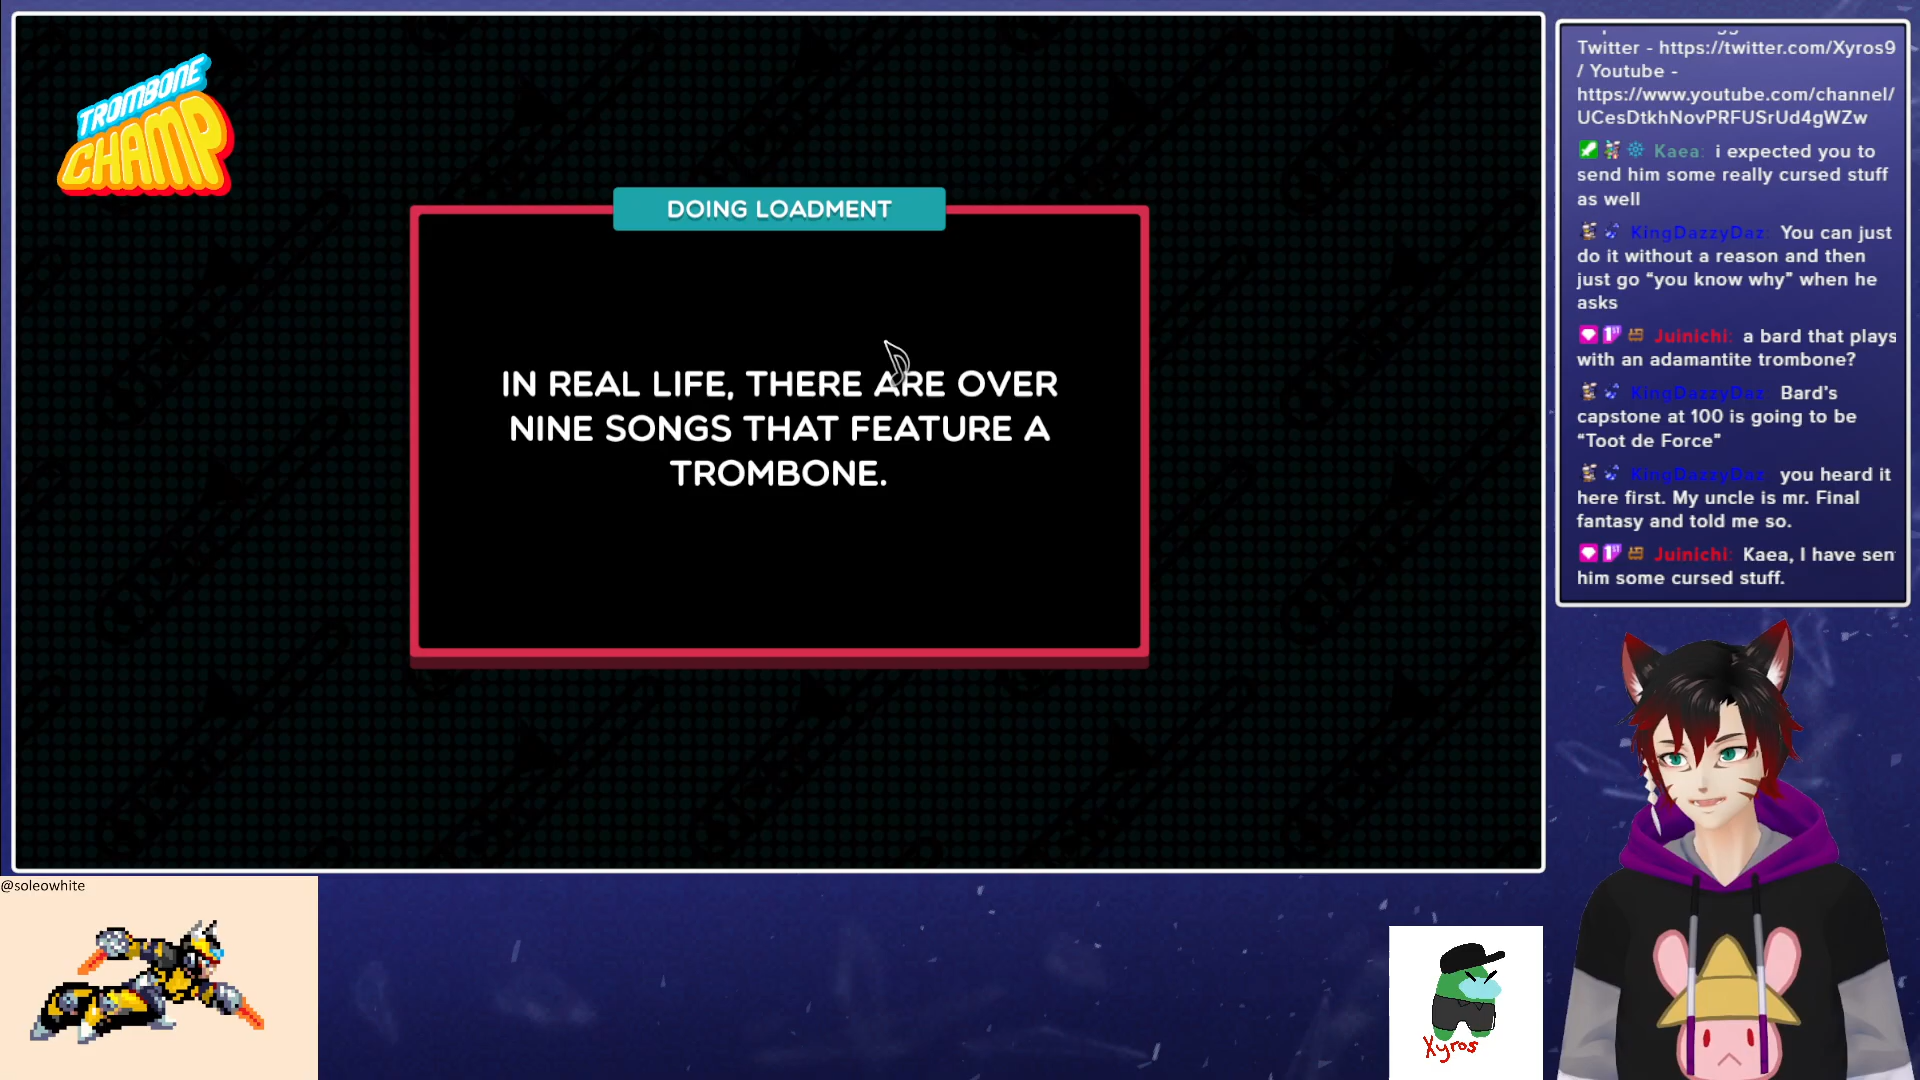 TROMBONE
CHAMP
DOING LOADMENT
IN REAL LIFE, THERE ARE OVER
NINE SONGS THAT FEATURE A
TROMBONE.
Twitter - https://twitter.com/Xyros9
/ Youtube -
https://www.youtube.com/channel/
UCesDtkhNovPRFUSrUd4gWZw
Kaea: i expected you to
send him some really cursed stuff
as well
KingDazzyDaz: You can just
do it without a reason and then
just go “you know why” when he
asks
Juinichi: a bard that plays
with an adamantite trombone?
KingDazzyDaz: Bard’s
capstone at 100 is going to be
“Toot de Force”
KingDazzyDaz: you heard it
here first. My uncle is mr. Final
fantasy and told me so.
Juinichi: Kaea, I have sen
him some cursed stuff.
@soleowhite
Xyros